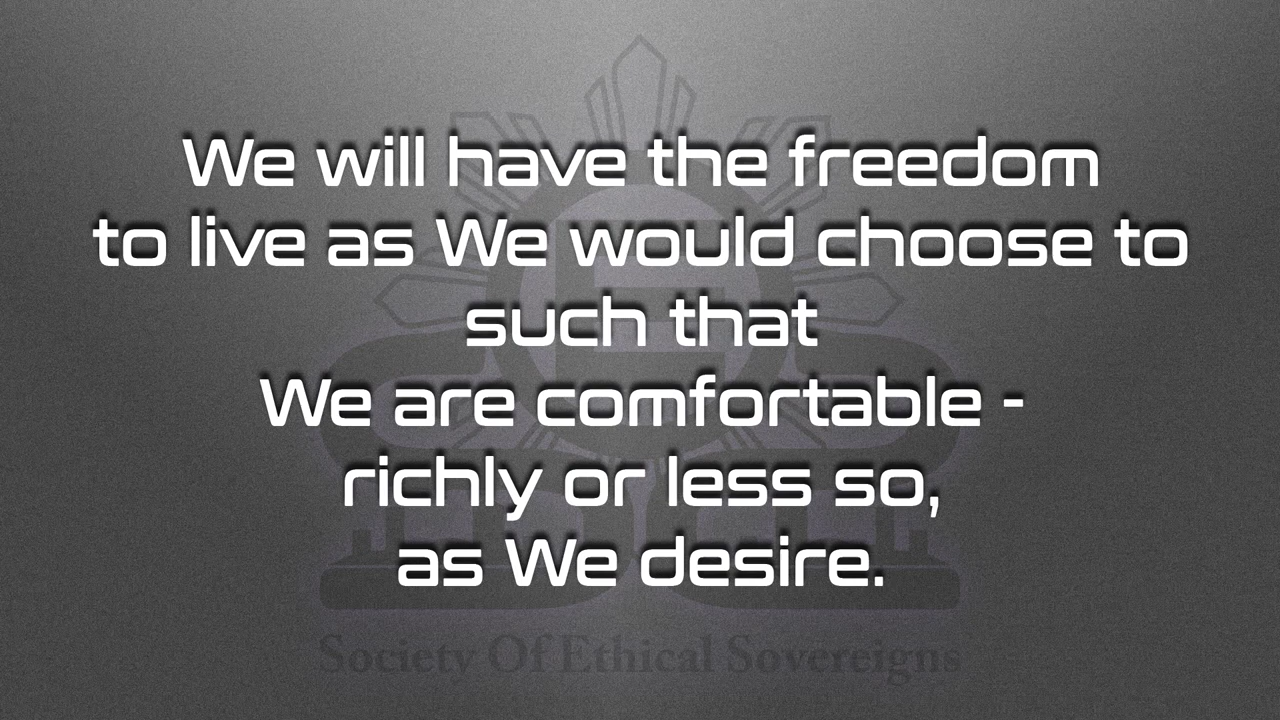 We will have the freedom
to live as We would choose to
such that
We are comfortable -
richly or less so,
as We desire.
Society Of Ethical Sovereigns